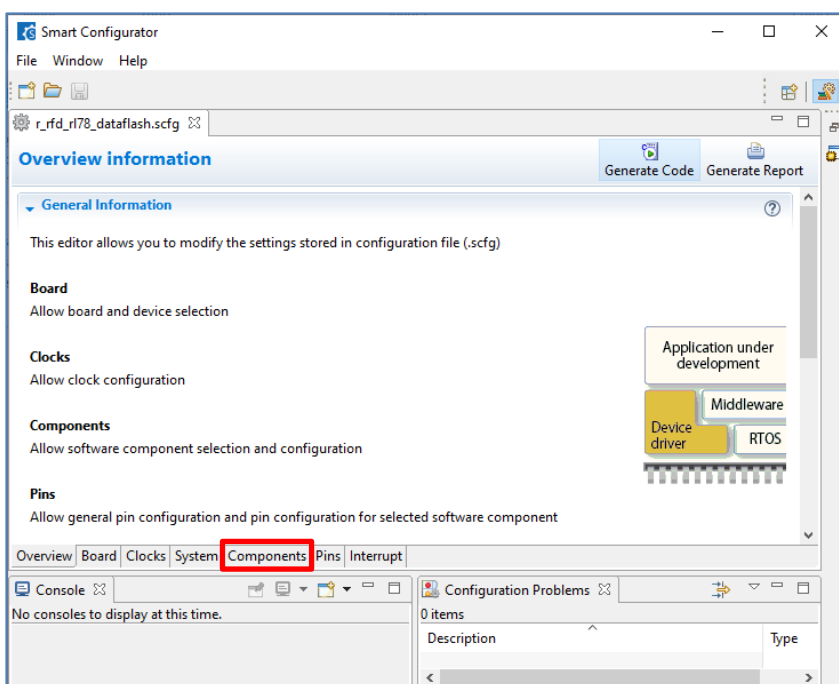 Smart Configurator
File Window Help
r_rfd_rl78_dataflash.scfg
Overview information
Generate Code Generate Report
General Information
This editor allows you to modify the settings stored in configuration file (.scfg)
Board
Allow board and device selection
Clocks
Allow clock configuration
Components
Allow software component selection and configuration
Pins
Allow general pin configuration and pin configuration for selected software component
Application under
development
Middleware
Device
driver
RTOS
Overview Board Clocks System Components Pins Interrupt
Console
No consoles to display at this time.
Configuration Problems
0 items
Description Type